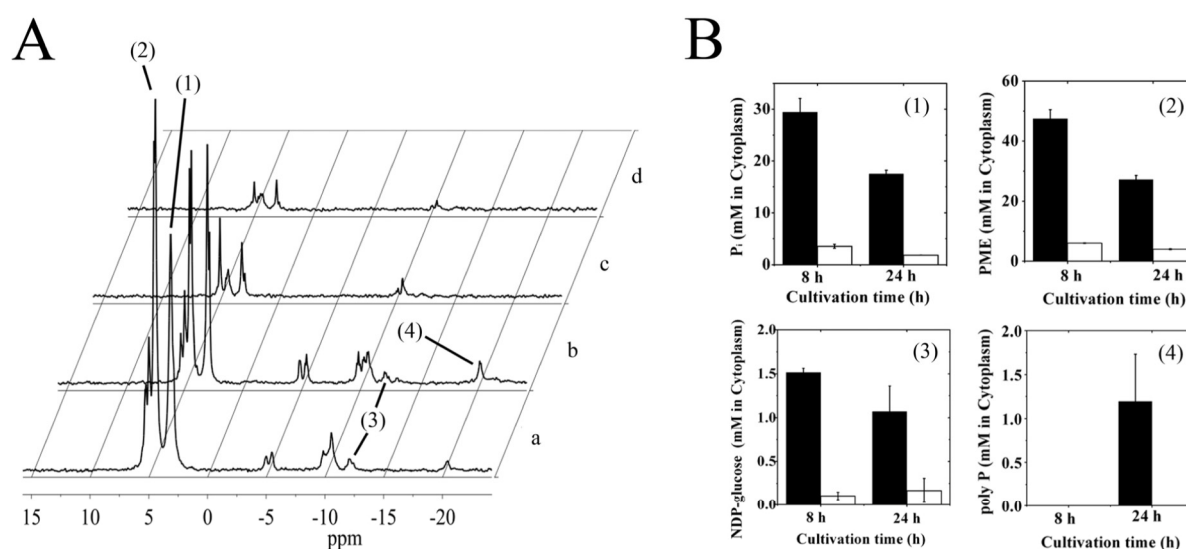 A
(2)
(1)
d
c
(4)
b
(3)
a
15 10 5 0 -5 -10 -15 -20
ppm
B
(1)
Pi (mM in Cytoplasm)
30
20
10
0
8 h 24 h
Cultivation time (h)
(2)
PME (mM in Cytoplasm)
60
40
20
0
8 h 24 h
Cultivation time (h)
(3)
NDP-glucose (mM in Cytoplasm)
2.0
1.5
1.0
0.5
0.0
8 h 24 h
Cultivation time (h)
(4)
poly P (mM in Cytoplasm)
2.0
1.5
1.0
0.5
0.0
8 h 24 h
Cultivation time (h)